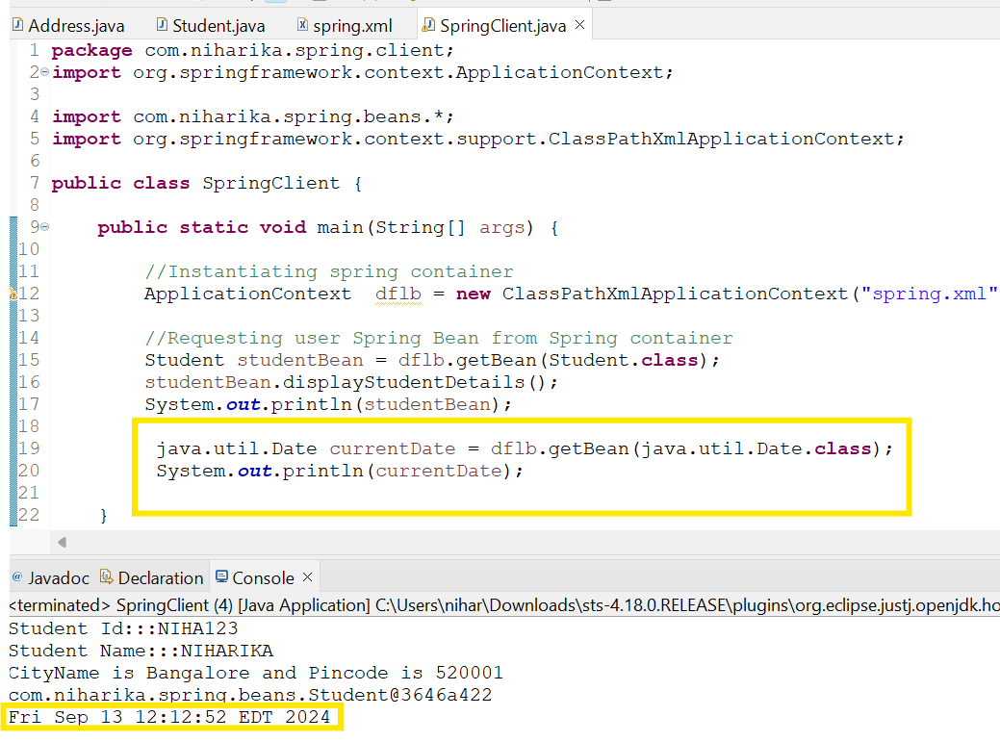 Address.java Student.java spring.xml SpringClient.java
1 package com.niharika.spring.client;
2 import org.springframework.context.ApplicationContext;
3
4 import com.niharika.spring.beans.*;
5 import org.springframework.context.support.ClassPathXmlApplicationContext;
6
7 public class SpringClient {
8
9 public static void main(String[] args) {
10
11 //Instantiating spring container
12 ApplicationContext dflb = new ClassPathXmlApplicationContext("spring.xml"
13
14 //Requesting user Spring Bean from Spring container
15 Student studentBean = dflb.getBean(Student.class);
16 studentBean.displayStudentDetails();
17 System.out.println(studentBean);
18
19 java.util.Date currentDate = dflb.getBean(java.util.Date.class);
20 System.out.println(currentDate);
21
22 }
@ Javadoc Declaration Console
<terminated> SpringClient (4) [Java Application] C:\Users\nihar\Downloads\sts-4.18.0.RELEASE\plugins\org.eclipse.justj.openjdk.ho
Student Id:::NIHA123
Student Name:::NIHARIKA
CityName is Bangalore and Pincode is 520001
com.niharika.spring.beans.Student@3646a422
Fri Sep 13 12:12:52 EDT 2024